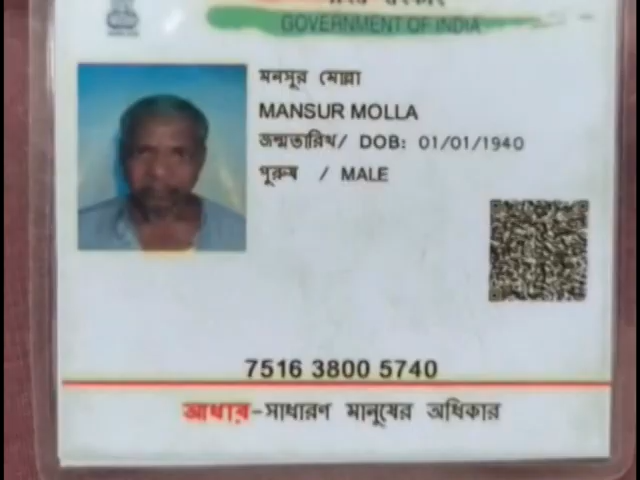 GOVERNMENT OF INDIA
মনসুর মোল্লা
MANSUR MOLLA
জন্মতারিখ/ DOB: 01/01/1940
পুরুষ / MALE
7516 3800 5740
আধার-সাধারণ মানুষের অধিকার